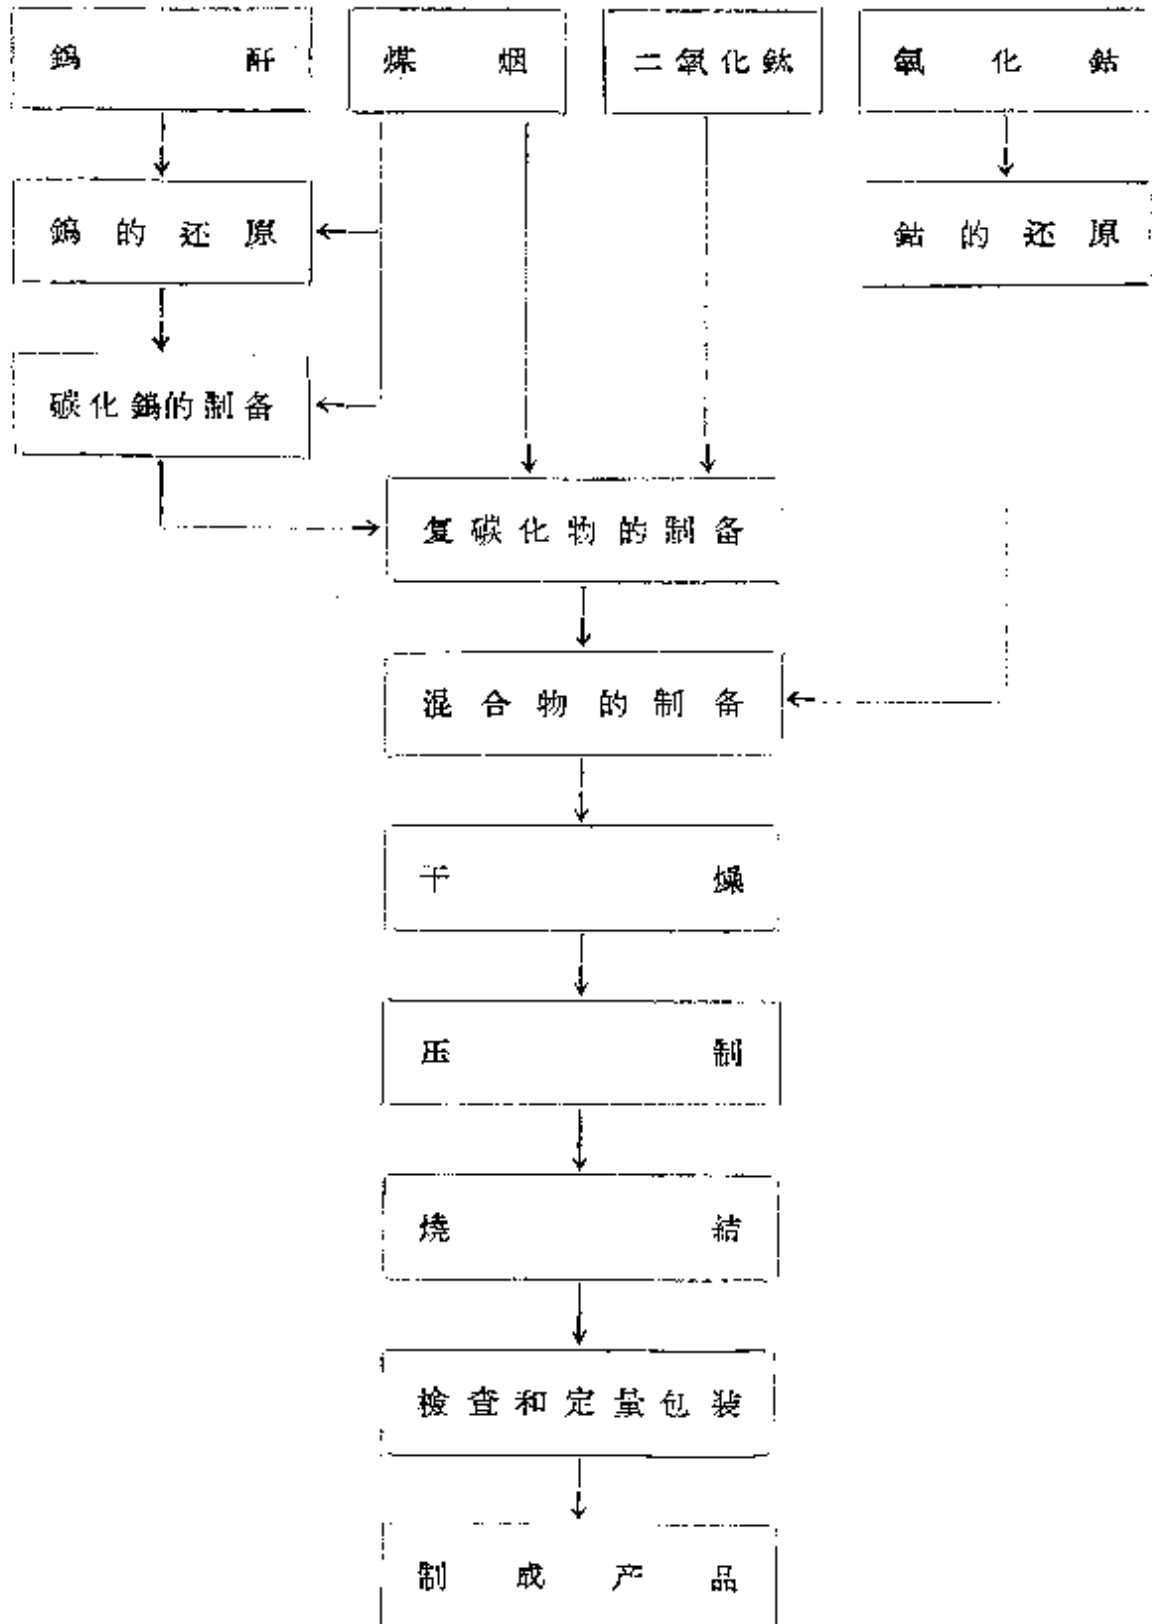 鎢酐
煤烟
二氧化鈦
氧化鈷
鎢的还原
鈷的还原
碳化鎢的制备
复碳化物的制备
混合物的制备
干燥
压制
烧結
檢查和定量包装
制成产品